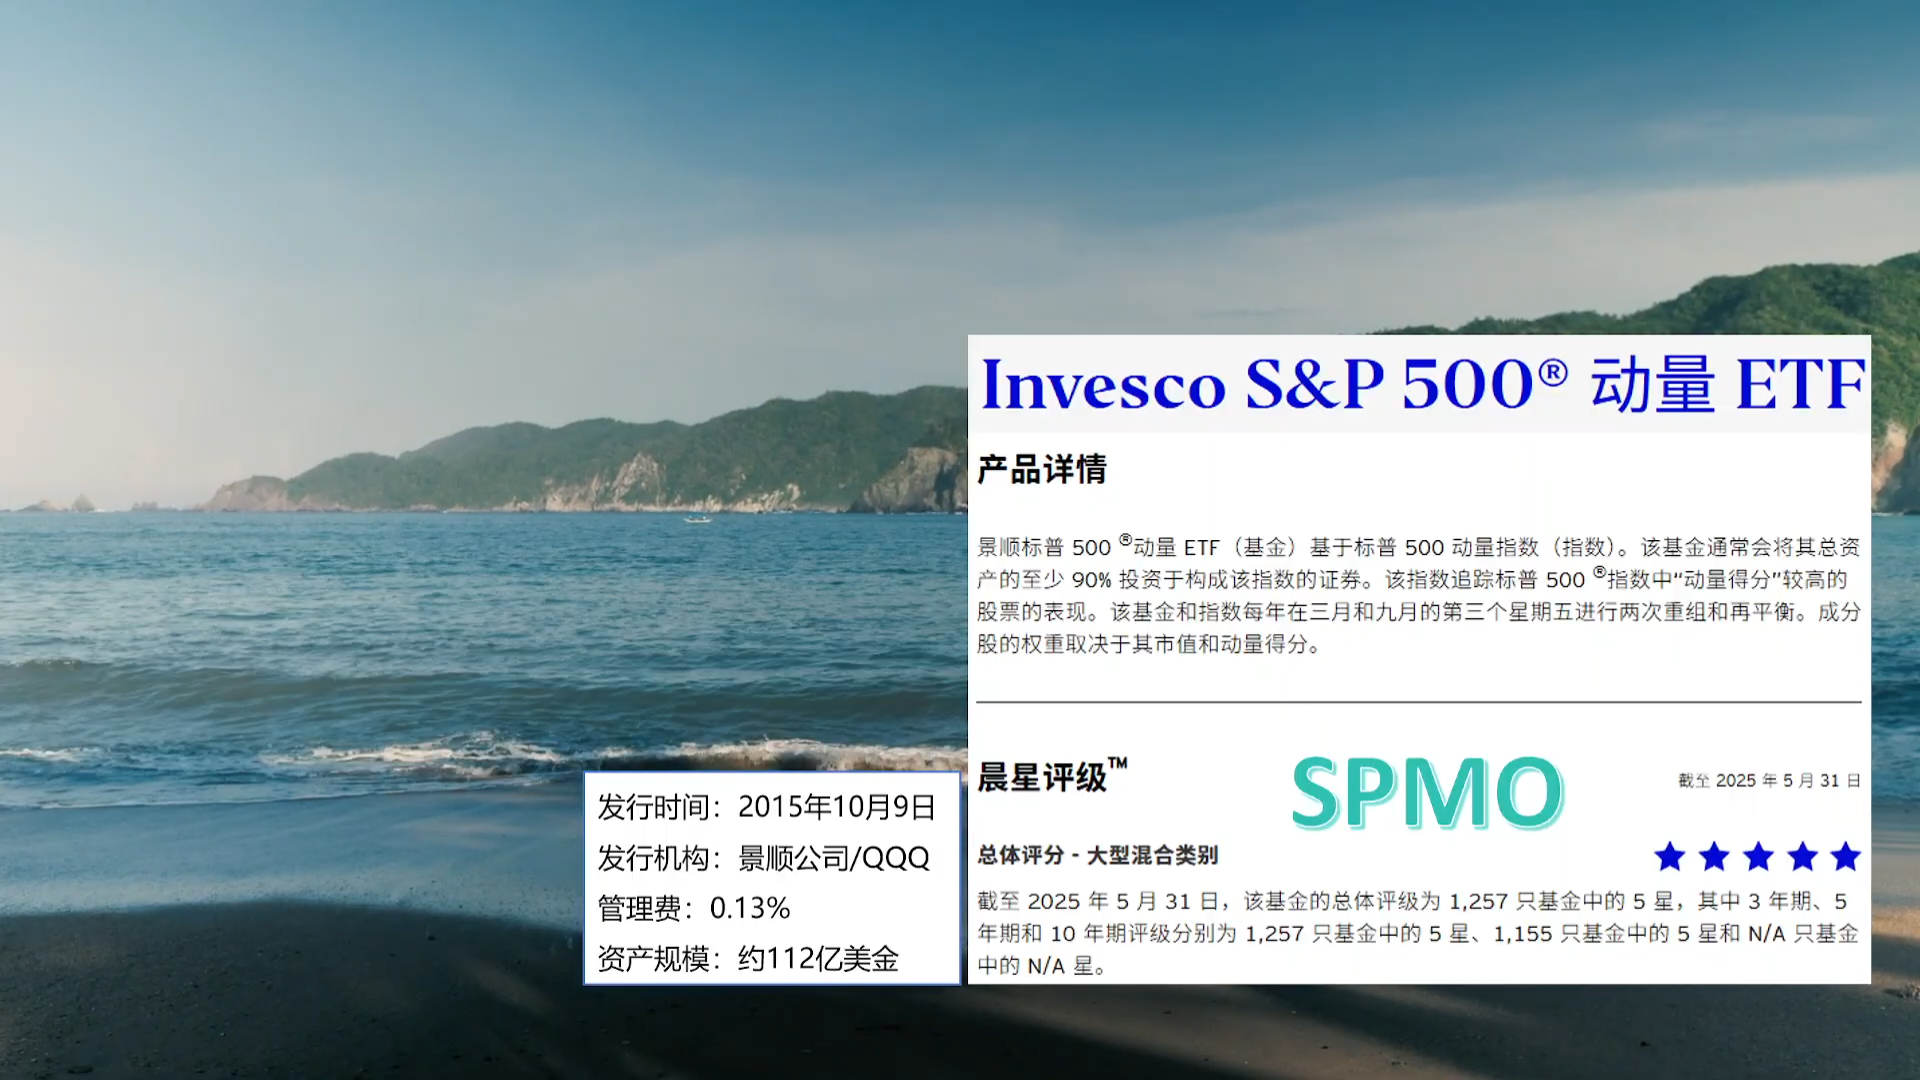 Invesco S&P 500® 动量 ETF
产品详情
景顺标普 500 ®动量 ETF（基金）基于标普 500 动量指数（指数）。该基金通常会将其总资
产的至少 90% 投资于构成该指数的证券。该指数追踪标普 500 ®指数中“动量得分”较高的
股票的表现。该基金和指数每年在三月和九月的第三个星期五进行两次重组和再平衡。成分
股的权重取决于其市值和动量得分。
晨星评级™
SPMO
截至 2025 年 5 月 31 日
总体评分 - 大型混合类别
截至 2025 年 5 月 31 日，该基金的总体评级为 1,257 只基金中的 5 星，其中 3 年期、5
年期和 10 年期评级分别为 1,257 只基金中的 5 星、1,155 只基金中的 5 星和 N/A 只基金
中的 N/A 星。
发行时间：2015年10月9日
发行机构：景顺公司/QQQ
管理费：0.13%
资产规模：约112亿美金